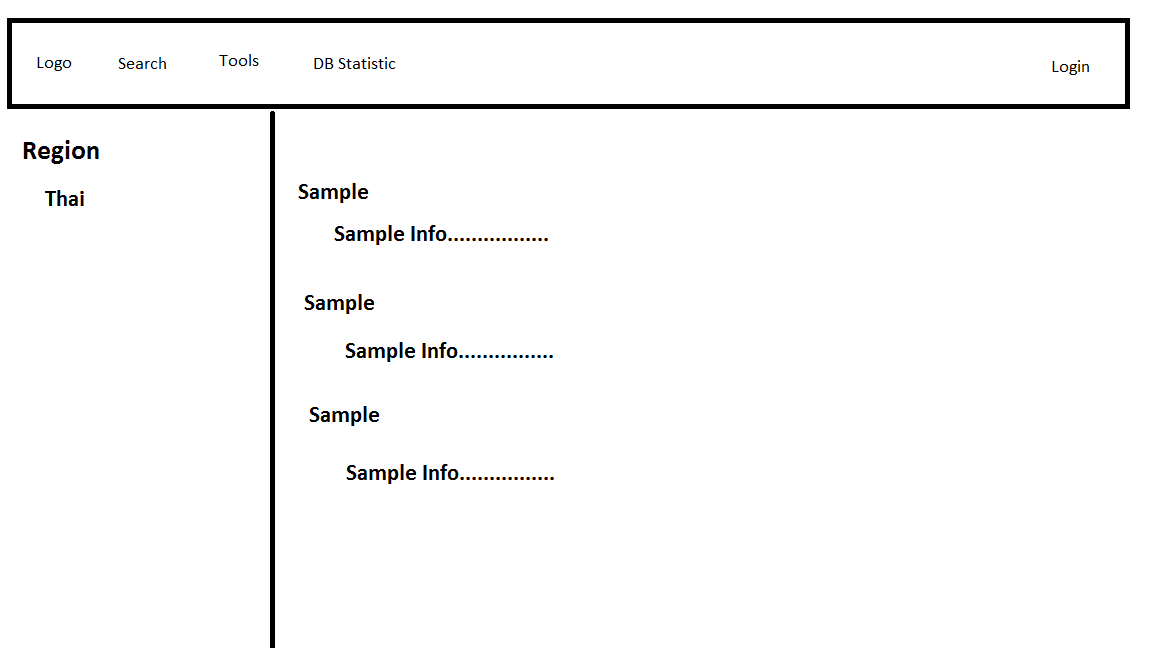 Logo Search Tools DB Statistic Login
Region
Thai
Sample
Sample Info.................
Sample
Sample Info................
Sample
Sample Info................